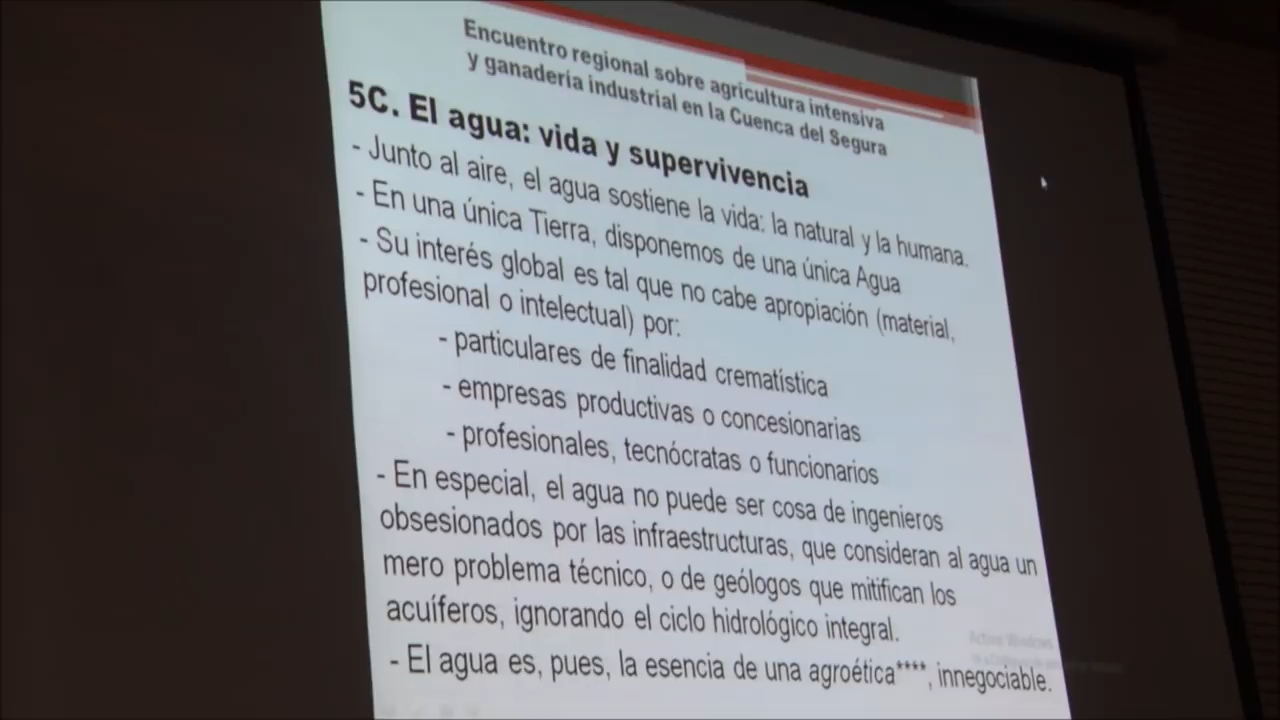 Encuentro regional sobre agricultura intensiva
y ganadería industrial en la Cuenca del Segura
5C. El agua: vida y supervivencia
- Junto al aire, el agua sostiene la vida: la natural y la humana.
- En una única Tierra, disponemos de una única Agua
- Su interés global es tal que no cabe apropiación (material,
profesional o intelectual) por:
- particulares de finalidad crematística
- empresas productivas o concesionarias
- profesionales, tecnócratas o funcionarios
- En especial, el agua no puede ser cosa de ingenieros
obsesionados por las infraestructuras, que consideran al agua un
mero problema técnico, o de geólogos que mitifican los
acuíferos, ignorando el ciclo hidrológico integral.
Activar Windows
- El agua es, pues, la esencia de una agroética****, innegociable.